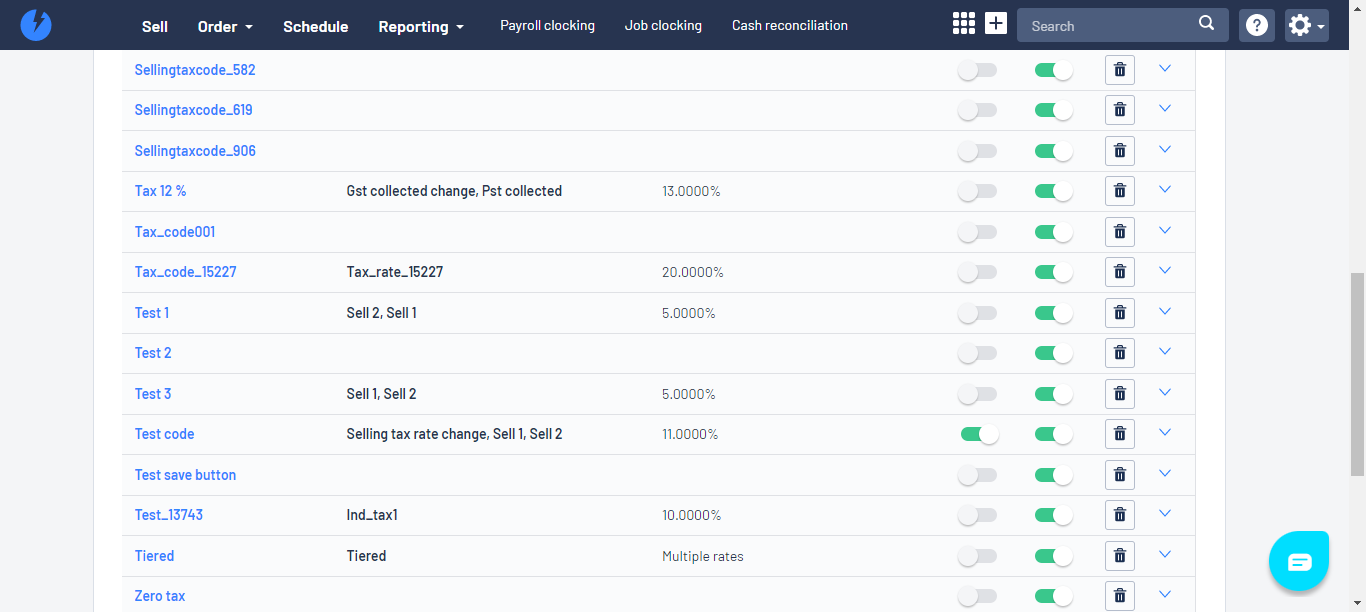 Sell Order Schedule Reporting Payroll clocking Job clocking Cash reconciliation Search
Sellingtaxcode_582
Sellingtaxcode_619
Sellingtaxcode_906
Tax 12 % Gst collected change, Pst collected 13.0000%
Tax_code001
Tax_code_15227 Tax_rate_15227 20.0000%
Test 1 Sell 2, Sell 1 5.0000%
Test 2
Test 3 Sell 1, Sell 2 5.0000%
Test code Selling tax rate change, Sell 1, Sell 2 11.0000%
Test save button
Test_13743 Ind_tax1 10.0000%
Tiered Tiered Multiple rates
Zero tax